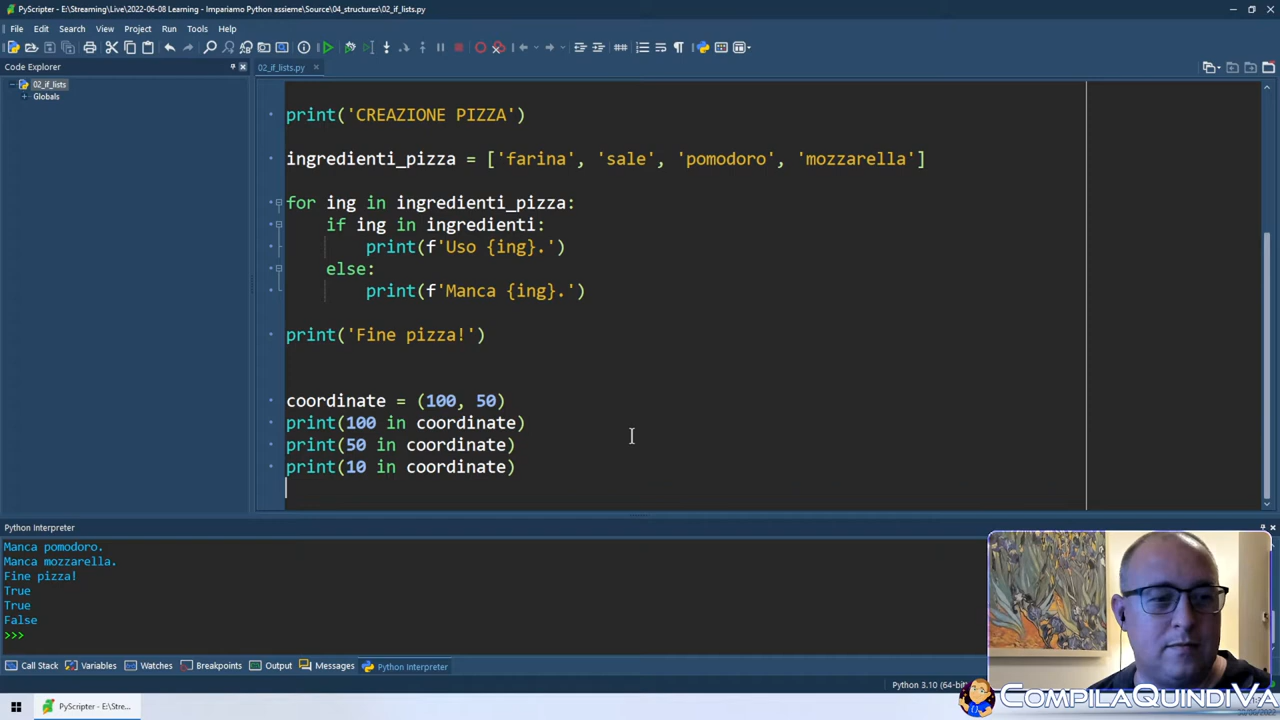 PyScripter - E:\Streaming\Live\2022-06-08 Learning - Impariamo Python assieme\Source\04_structures\02_if_lists.py
File Edit Search View Project Run Tools Help
Code Explorer
02_if_lists.py
02_if_lists
Globals
print('CREAZIONE PIZZA')
ingredienti_pizza = ['farina', 'sale', 'pomodoro', 'mozzarella']
for ing in ingredienti_pizza:
if ing in ingredienti:
print(f'Uso {ing}.')
else:
print(f'Manca {ing}.')
print('Fine pizza!')
coordinate = (100, 50)
print(100 in coordinate)
print(50 in coordinate)
print(10 in coordinate)
Python Interpreter
Manca pomodoro.
Manca mozzarella.
Fine pizza!
True
True
False
>>>
Call Stack Variables Watches Breakpoints Output Messages Python Interpreter
Python 3.10 (64-bit)
PyScripter - E:\Stre...
COMPILAQUINDIVA